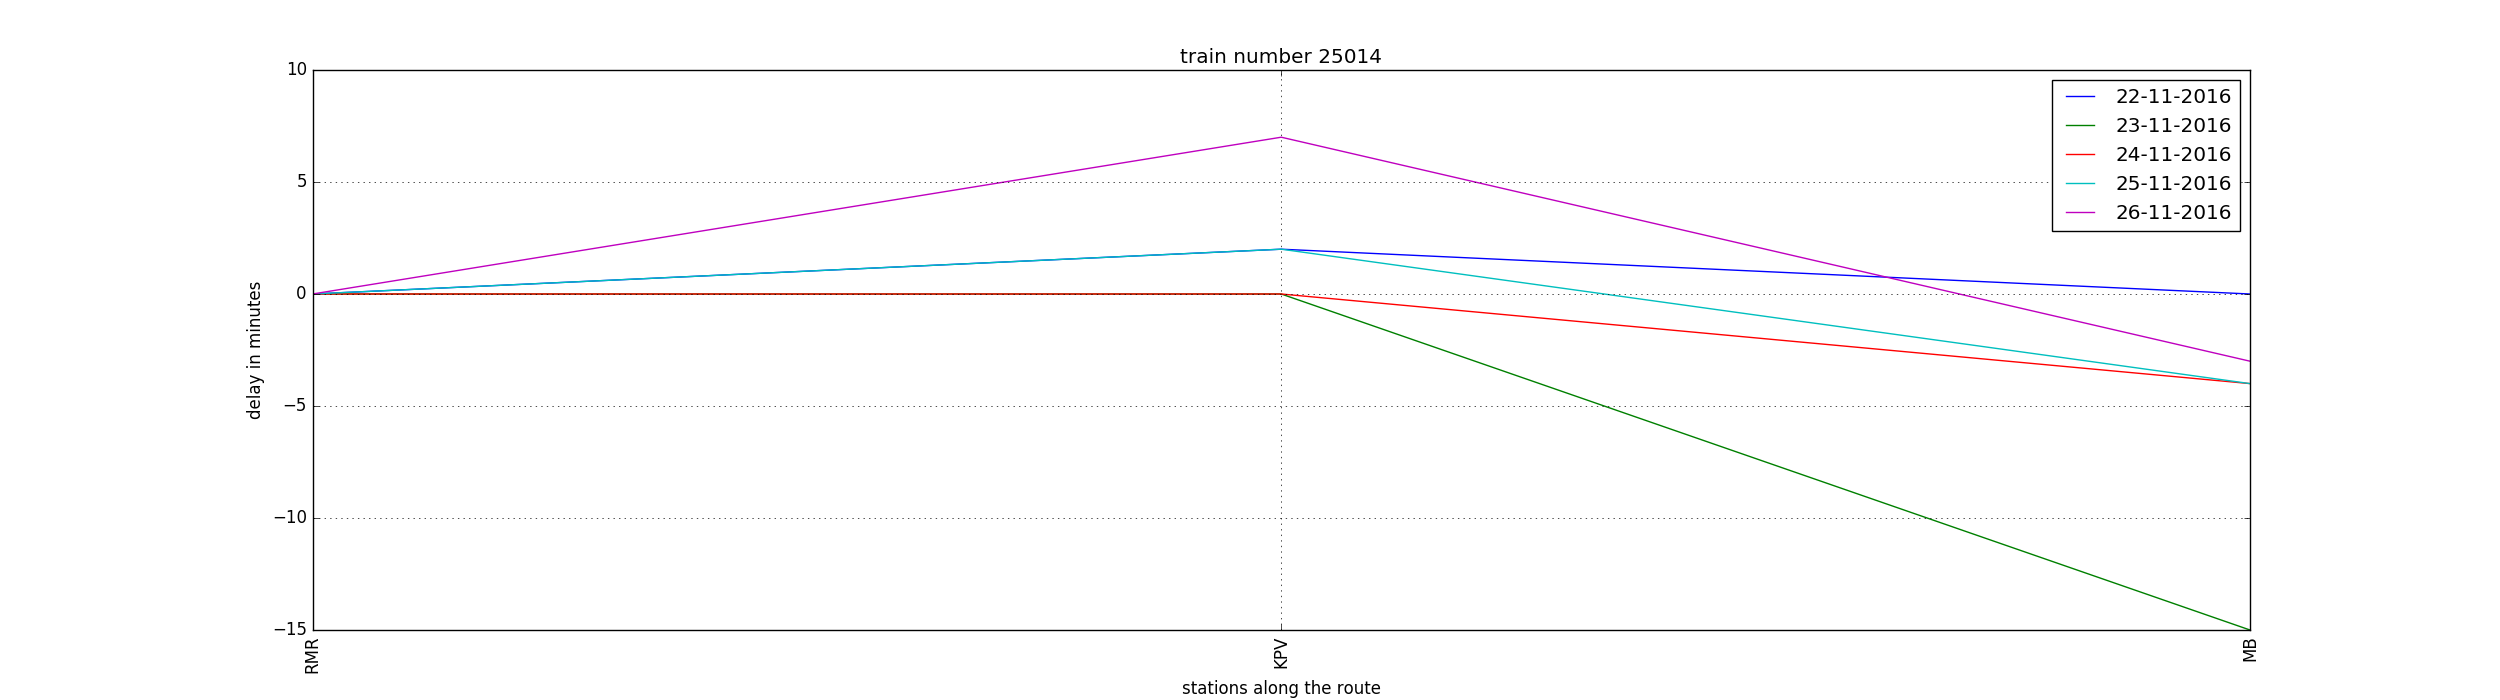 train number 25014
10
5
0
−5
−10
−15
delay in minutes
22-11-2016
23-11-2016
24-11-2016
25-11-2016
26-11-2016
RMR
KPV
MB
stations along the route